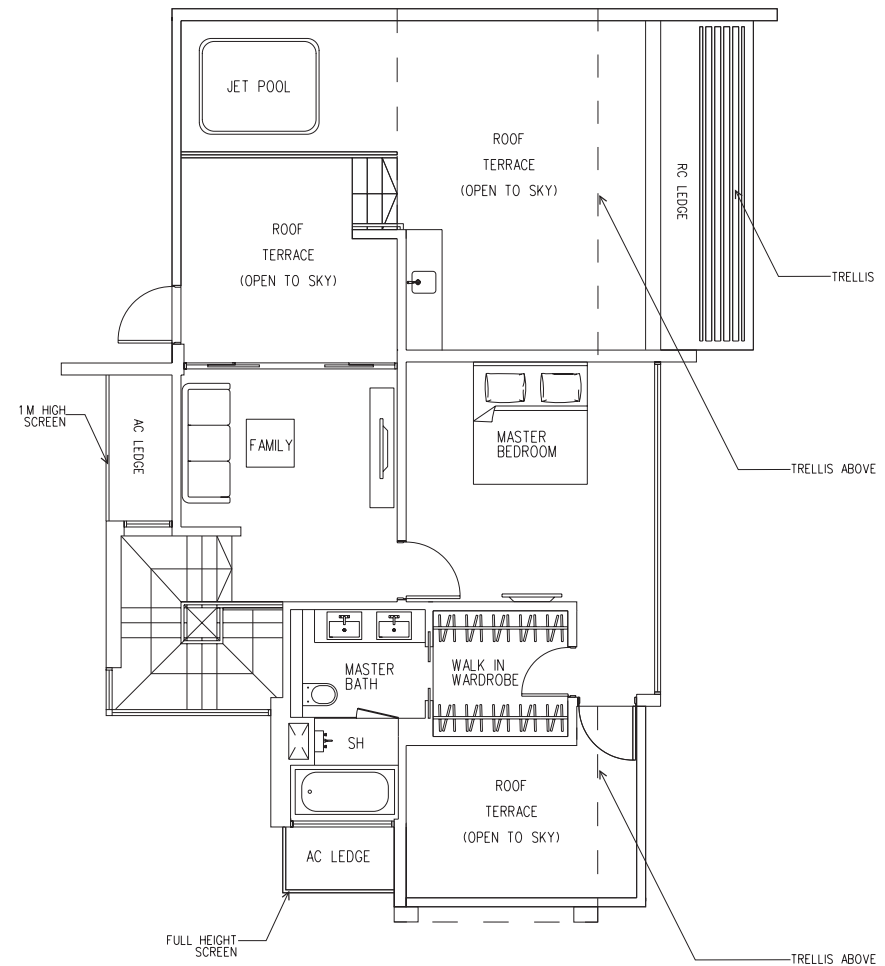 JET POOL
ROOF
TERRACE
(OPEN TO SKY)
RC LEDGE
ROOF
TERRACE
(OPEN TO SKY)
TRELLIS
1M HIGH
SCREEN
AC LEDGE
FAMILY
MASTER
BEDROOM
TRELLIS ABOVE
MASTER
BATH
WALK IN
WARDROBE
SH
ROOF
TERRACE
(OPEN TO SKY)
AC LEDGE
FULL HEIGHT
SCREEN
TRELLIS ABOVE